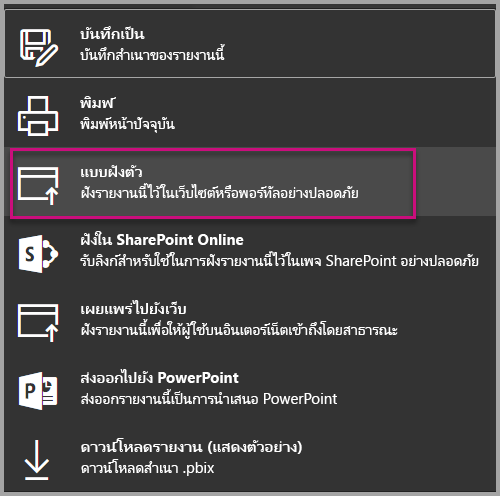 บันทึกเป็น
บันทึกสำเนาของรายงานนี้
พิมพ์
พิมพ์หน้าปัจจุบัน
แบบฝังตัว
ฝังรายงานนี้ไว้ในเว็บไซต์หรือพอร์ทัลอย่างปลอดภัย
ฝังใน SharePoint Online
รับลิงก์สำหรับใช้ในการฝังรายงานนี้ไว้ในเพจ SharePoint อย่างปลอดภัย
เผยแพร่ไปยังเว็บ
ฝังรายงานนี้เพื่อให้ผู้ใช้บนอินเตอร์เน็ตเข้าถึงโดยสาธารณะ
ส่งออกไปยัง PowerPoint
ส่งออกรายงานนี้เป็นการนำเสนอ PowerPoint
ดาวน์โหลดรายงาน (แสดงตัวอย่าง)
ดาวน์โหลดสำเนา .pbix